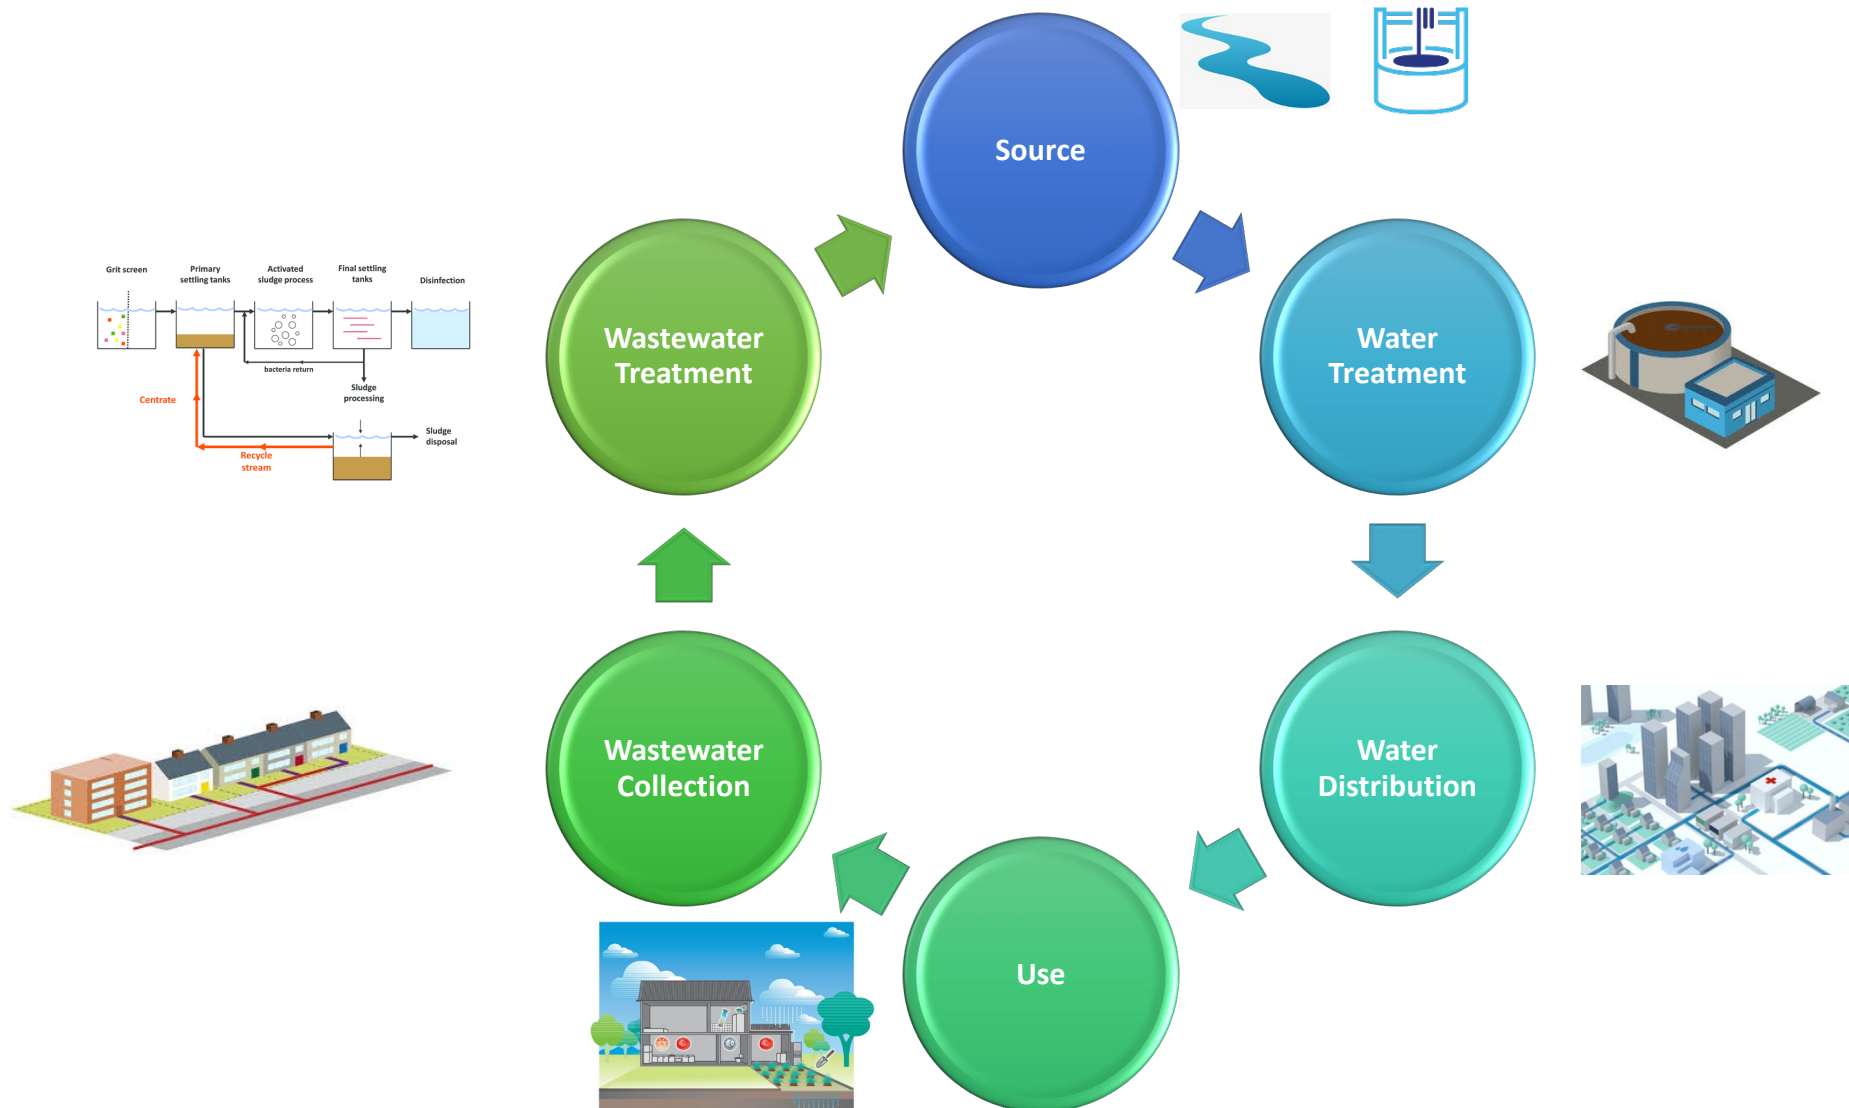 Source
Water
Treatment
Water
Distribution
Use
Wastewater
Collection
Wastewater
Treatment
Grit screen
Primary
settling tanks
Activated
sludge process
Final settling
tanks
Disinfection
bacteria return
Sludge
processing
Centrate
Recycle
stream
Sludge
disposal